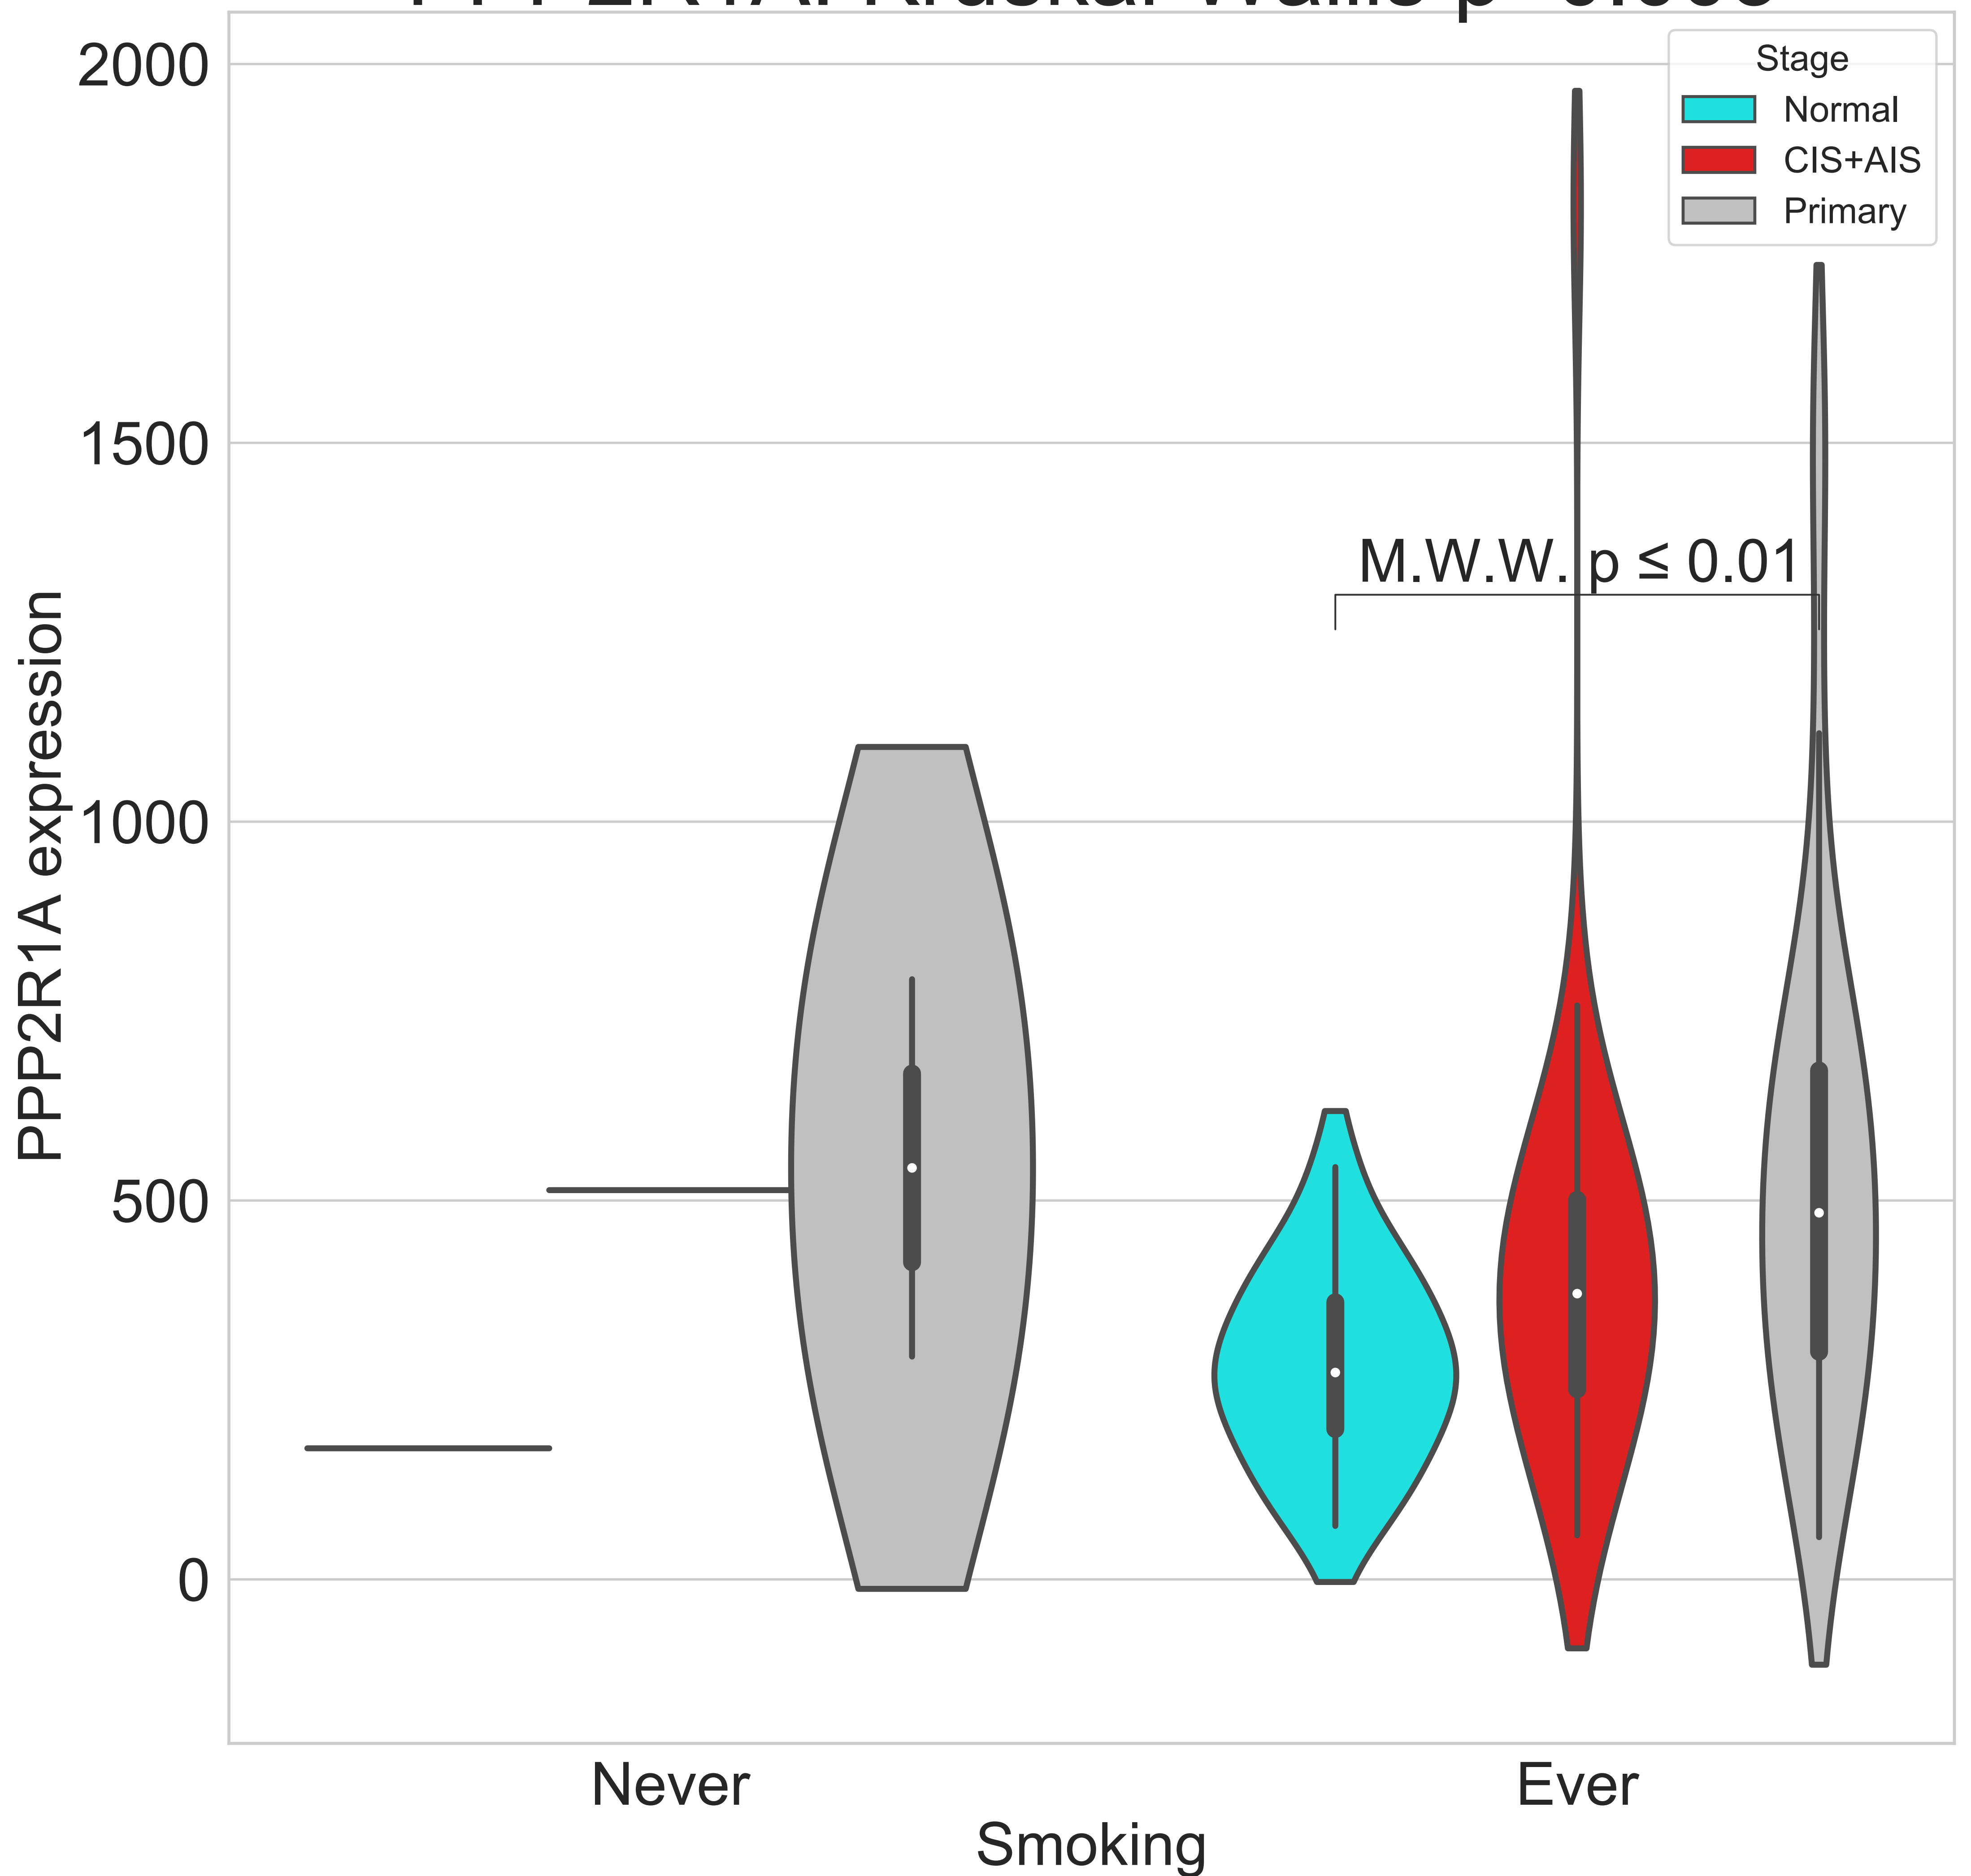 2000
1500
1000
500
0
PPP2R1A expression
Stage
Normal
CIS+AIS
Primary
M.W.W. p ≤ 0.01
Never
Ever
Smoking